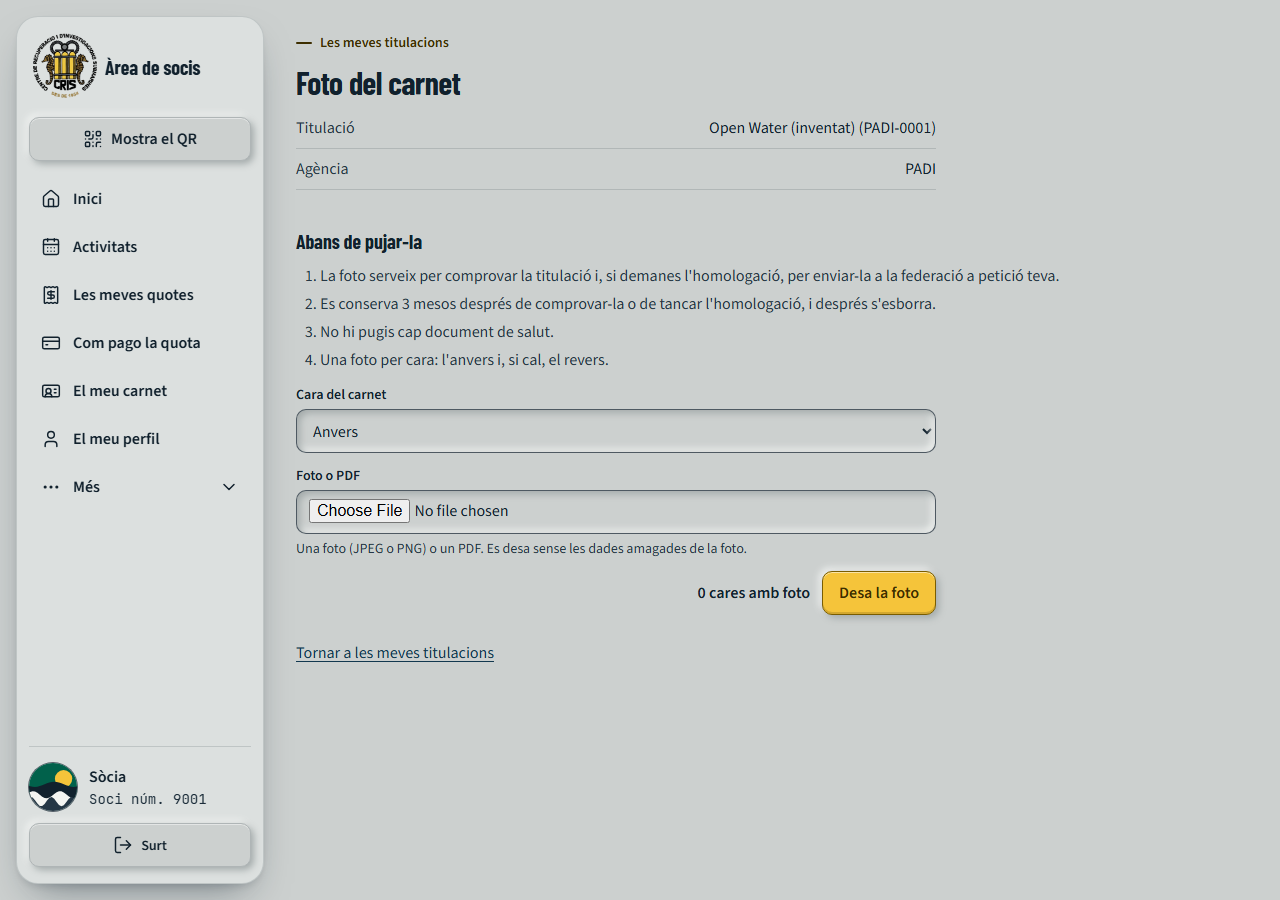 CENTRE DE RECUPERACIÓ I D'INVESTIGACIONS SUBMARINES
CRIS
Àrea de socis
Mostra el QR
Inici
Activitats
Les meves quotes
Com pago la quota
El meu carnet
El meu perfil
Més
Sòcia
Soci núm. 9001
Surt
Les meves titulacions
Foto del carnet
Titulació Open Water (inventat) (PADI-0001)
Agència PADI
Abans de pujar-la
1. La foto serveix per comprovar la titulació i, si demanes l'homologació, per enviar-la a la federació a petició teva.
2. Es conserva 3 mesos després de comprovar-la o de tancar l'homologació, i després s'esborra.
3. No hi pugis cap document de salut.
4. Una foto per cara: l'anvers i, si cal, el revers.
Cara del carnet
Anvers
Foto o PDF
Choose File No file chosen
Una foto (JPEG o PNG) o un PDF. Es desa sense les dades amagades de la foto.
0 cares amb foto Desa la foto
Tornar a les meves titulacions